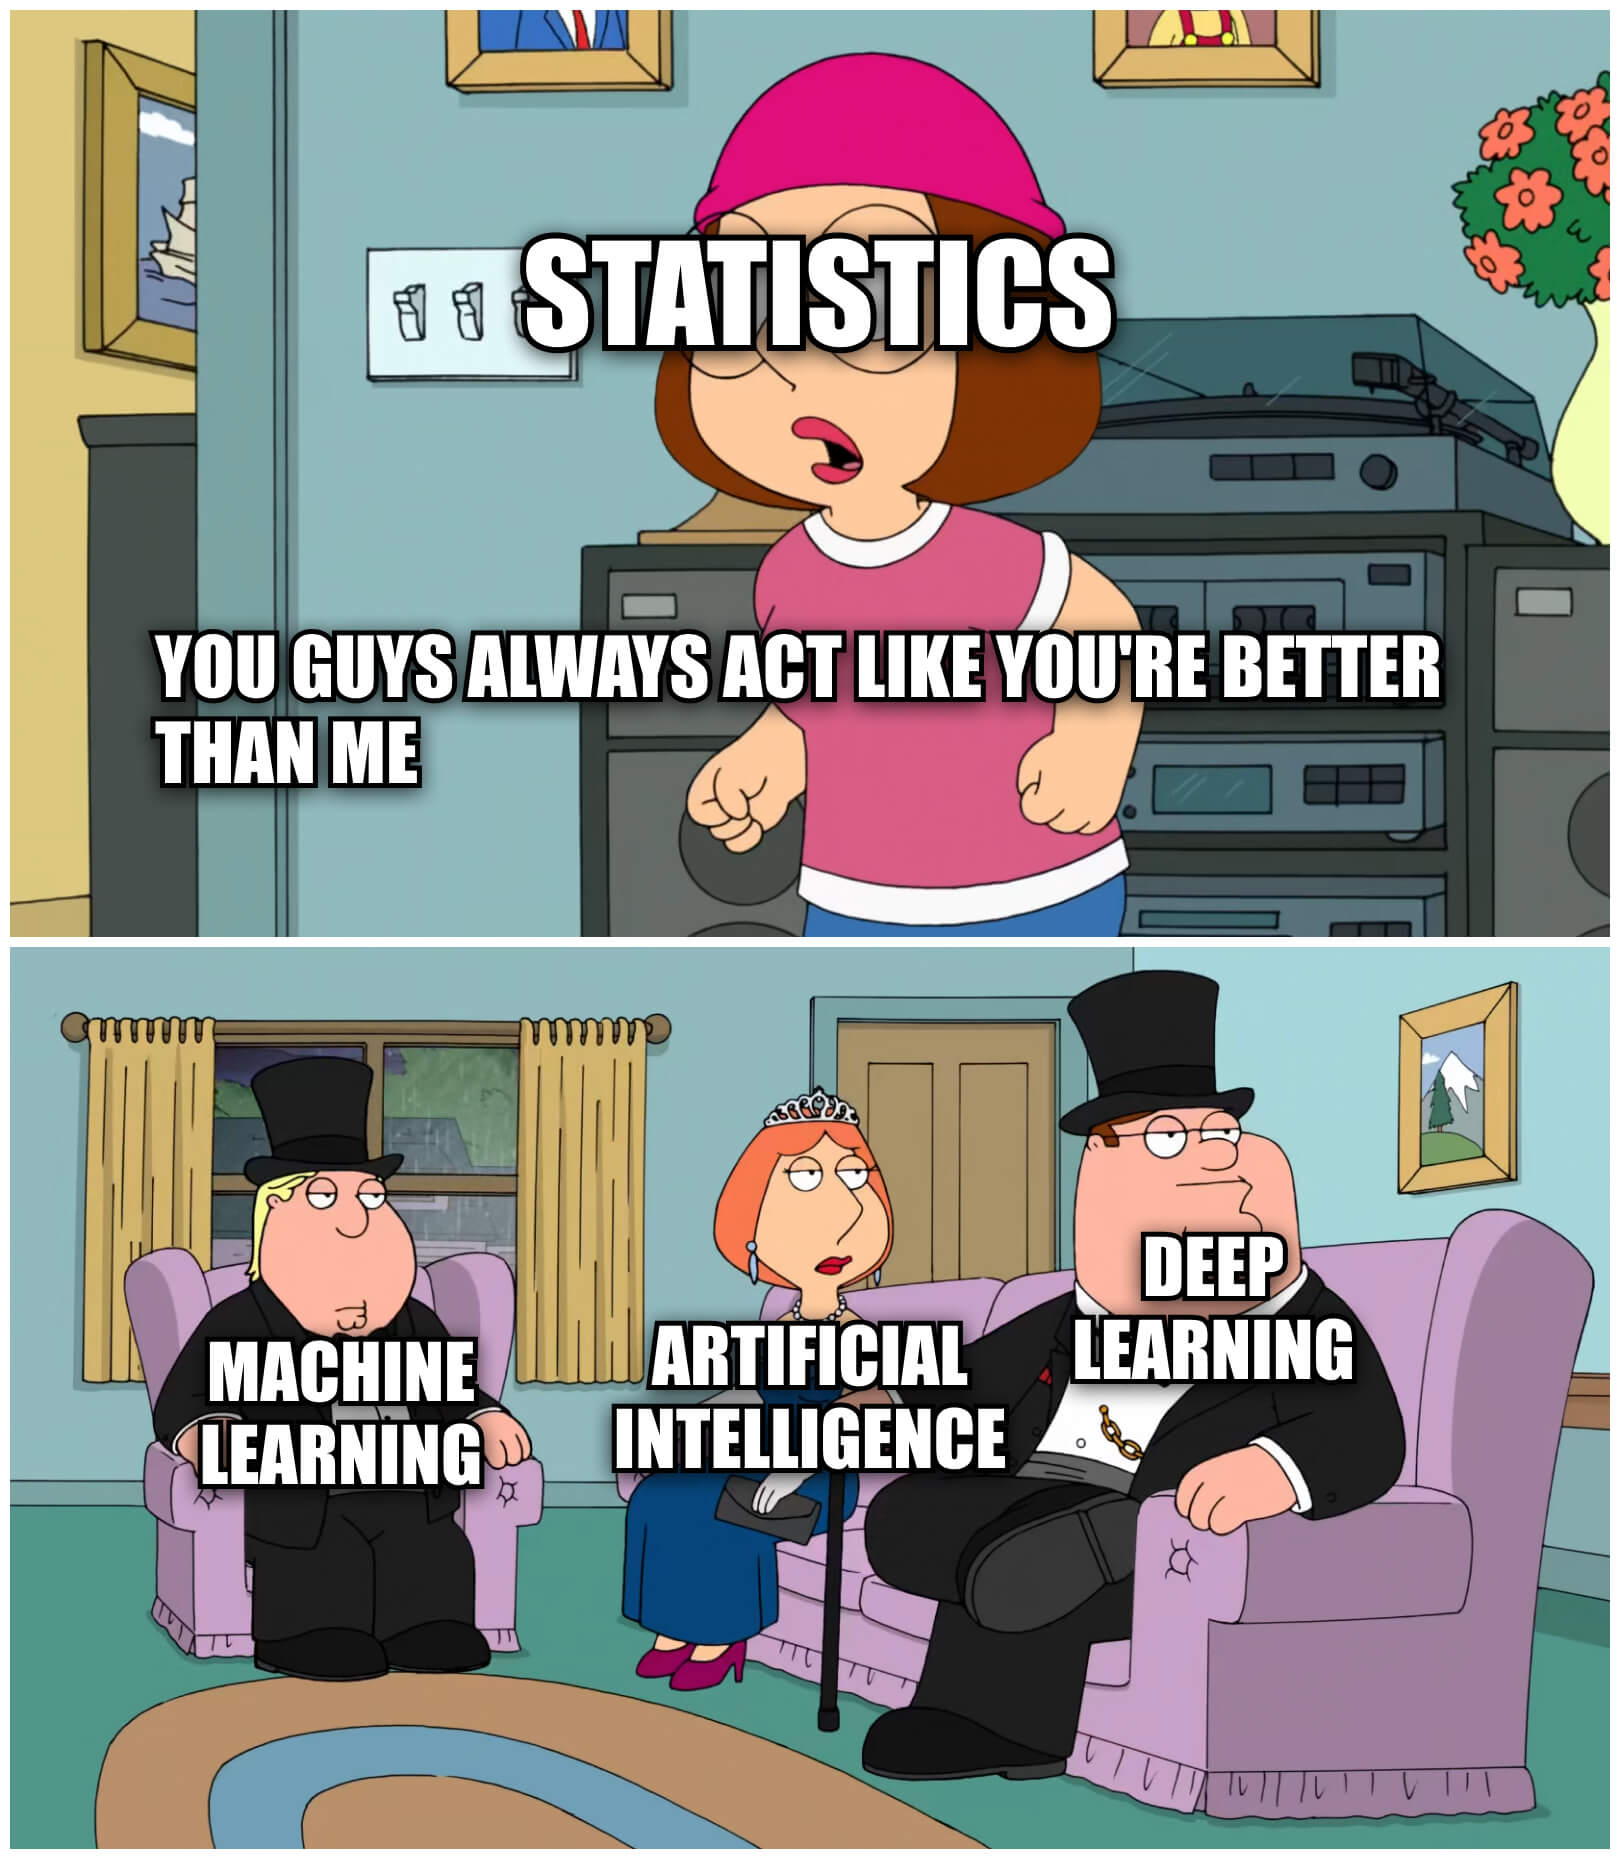 STATISTICS
YOU GUYS ALWAYS ACT LIKE YOU'RE BETTER
THAN ME
MACHINE
LEARNING
ARTIFICIAL
INTELLIGENCE
DEEP
LEARNING